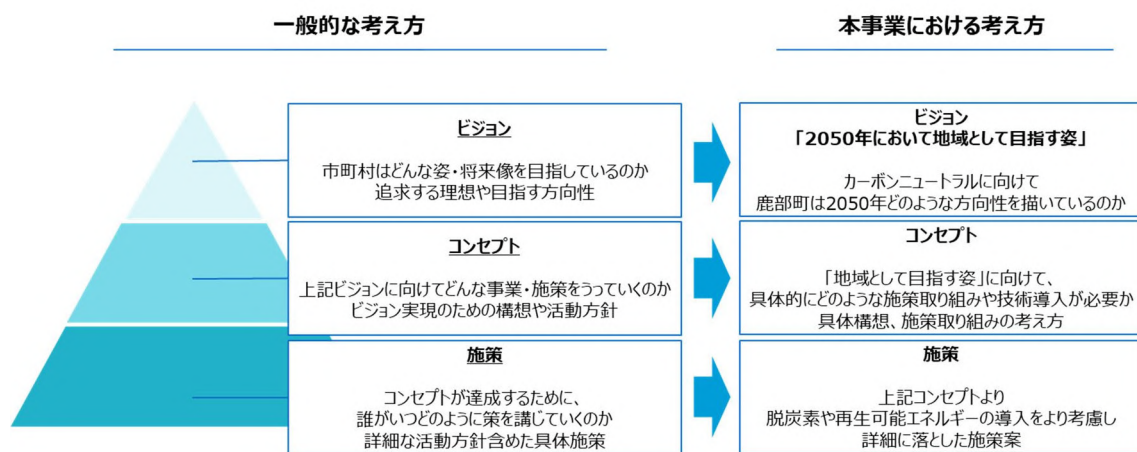 一般的な考え方
本事業における考え方
ビジョン
市町村はどんな姿・将来像を目指しているのか
追求する理想や目指す方向性
ビジョン
「2050年において地域として目指す姿」
カーボンニュートラルに向けて
鹿部町は2050年どのような方向性を描いているのか
コンセプト
上記ビジョンに向けてどんな事業・施策をうっていくのか
ビジョン実現のための構想や活動方針
コンセプト
「地域として目指す姿」に向けて、
具体的にどのような施策取り組みや技術導入が必要か
具体構想、施策取り組みの考え方
施策
コンセプトが達成するために、
誰がいつどのように策を講じていくのか
詳細な活動方針含めた具体施策
施策
上記コンセプトより
脱炭素や再生可能エネルギーの導入をより考慮し
詳細に落とした施策案